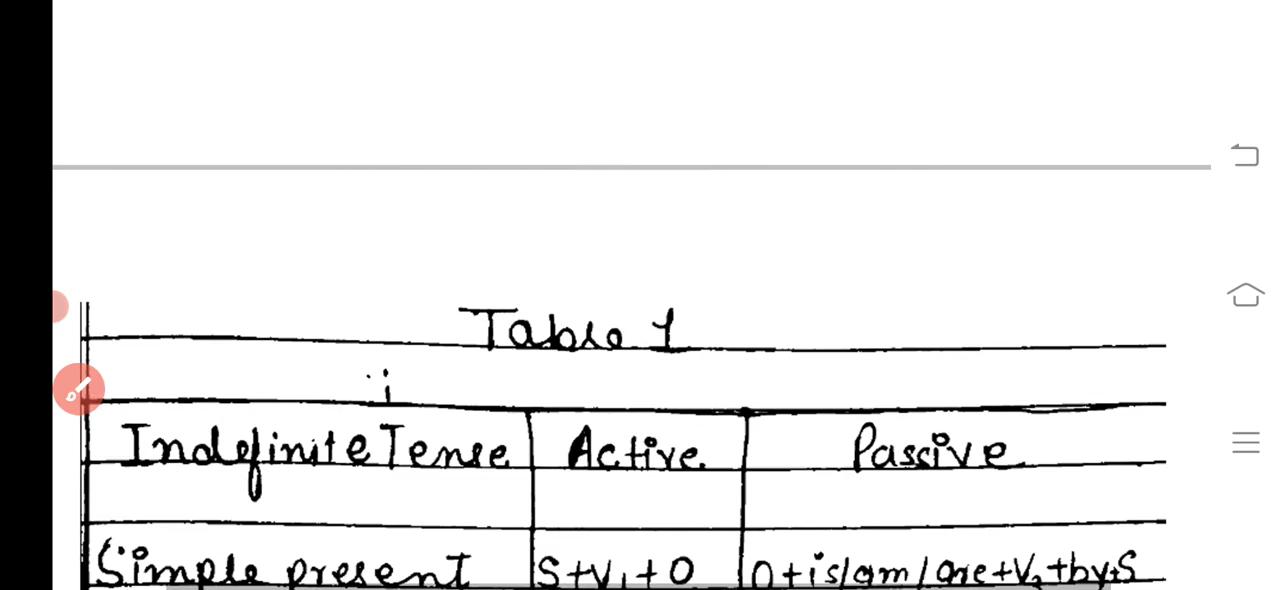 Table 1
Indefinite Tense Active Passive
Simple present S+V1+O O+is/am/are+V3+by+S